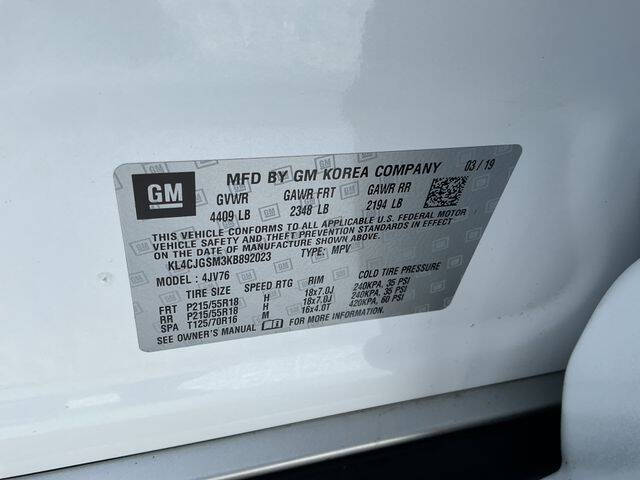 GM
MFD BY GM KOREA COMPANY 03/19
GVWR GAWR FRT GAWR RR
4409 LB 2348 LB 2194 LB
THIS VEHICLE CONFORMS TO ALL APPLICABLE U.S. FEDERAL MOTOR
VEHICLE SAFETY, BUMPER, AND THEFT PREVENTION STANDARDS IN
EFFECT ON THE DATE OF MANUFACTURE SHOWN ABOVE.
KL4CJGSM3KB892023 TYPE: MPV
MODEL: 4JV76
TIRE SIZE SPEED RTG RIM COLD TIRE PRESSURE
FRT P215/55R18 H 18x7.0J 240KPA, 35 PSI
RR P215/55R18 H 18x7.0J 240KPA, 35 PSI
SPA T125/70R16 M 16x4.0T 420KPA, 60 PSI
SEE OWNER'S MANUAL FOR MORE INFORMATION.